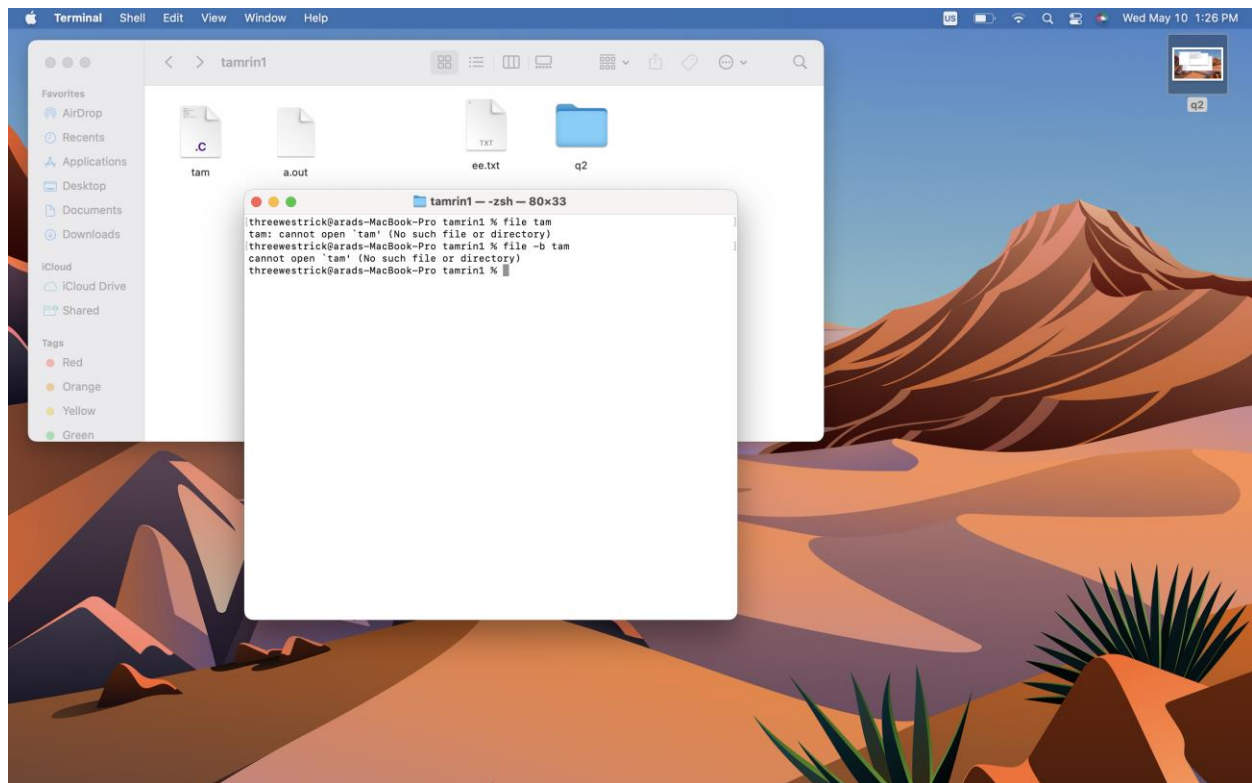 Terminal Shell Edit View Window Help
US
Wed May 10 1:26 PM
tamrin1
Favorites
AirDrop
Recents
Applications
Desktop
Documents
Downloads
iCloud
iCloud Drive
Shared
Tags
Red
Orange
Yellow
Green
.C
tam
a.out
TXT
ee.txt
q2
q2
tamrin1 — -zsh — 80×33
[threewestrick@arads-MacBook-Pro tamrin1 % file tam ]
tam: cannot open `tam' (No such file or directory)
[threewestrick@arads-MacBook-Pro tamrin1 % file -b tam ]
cannot open `tam' (No such file or directory)
threewestrick@arads-MacBook-Pro tamrin1 %